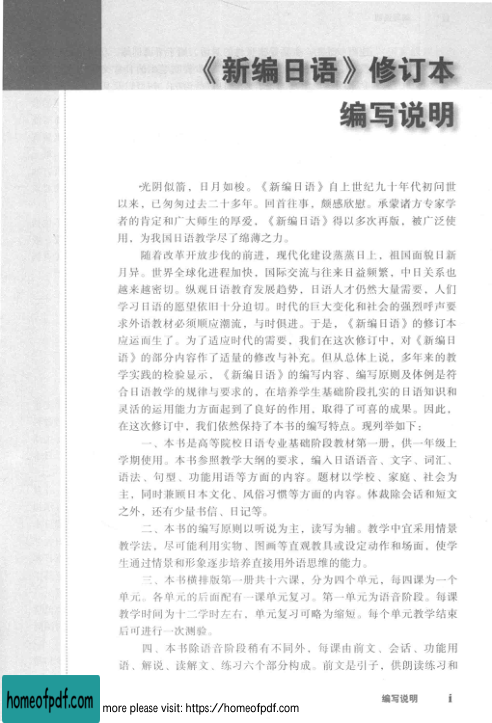 《新编日语》修订本
编写说明
光阴似箭，日月如梭。《新编日语》自上世纪九十年代初问世
以来，已匆匆过去二十多年。回首往事，颇感欣慰。承蒙诸方专家学
者的肯定和广大师生的厚爱，《新编日语》得以多次再版，被广泛使
用，为我国日语教学尽了绵薄之力。
随着改革开放步伐的前进，现代化建设蒸蒸日上，祖国面貌日新
月异。世界全球化进程加快，国际交流与往来日益频繁，中日关系也
越来越密切。纵观日语教育发展趋势，日语人才仍然大量需要，人们
学习日语的愿望依旧十分迫切。时代的巨大变化和社会的强烈呼声要
求外语教材必须顺应潮流，与时俱进。于是，《新编日语》的修订本
应运而生了。为了适应时代的需要，我们在这次修订中，对《新编日
语》的部分内容作了适量的修改与补充。但从总体上说，多年来的教
学实践的检验显示，《新编日语》的编写内容、编写原则及体例是符
合日语教学的规律与要求的，在培养学生基础阶段扎实的日语知识和
灵活的运用能力方面起到了良好的作用，取得了可喜的成果。因此，
在这次修订中，我们依然保持了本书的编写特点。现列举如下：
一、本书是高等院校日语专业基础阶段教材第一册，供一年级上
学期使用。本书参照教学大纲的要求，编入日语语音、文字、词汇、
语法、句型、功能用语等方面的内容。题材以学校、家庭、社会为
主，同时兼顾日本文化、风俗习惯等方面的内容。体裁除会话和短文
之外，还有少量书信、日记等。
二、本书的编写原则以听说为主，读写为辅。教学中宜采用情景
教学法，尽可能利用实物、图画等直观教具或设定动作和场面，使学
生通过情景和形象逐步培养直接用外语思维的能力。
三、本书横排版第一册共十六课，分为四个单元，每四课为一个
单元。各单元的后面配有一课单元复习。第一单元为语音阶段。每课
教学时间为十二学时左右，单元复习可略为缩短。每个单元教学结束
后可进行一次测验。
四、本书除语音阶段稍有不同外，每课由前文、会话、功能用
语、解说、读解文、练习六个部分构成。前文是引子，供朗读练习和
编写说明 i
homeofpdf.com
more please visit: https://homeofpdf.com